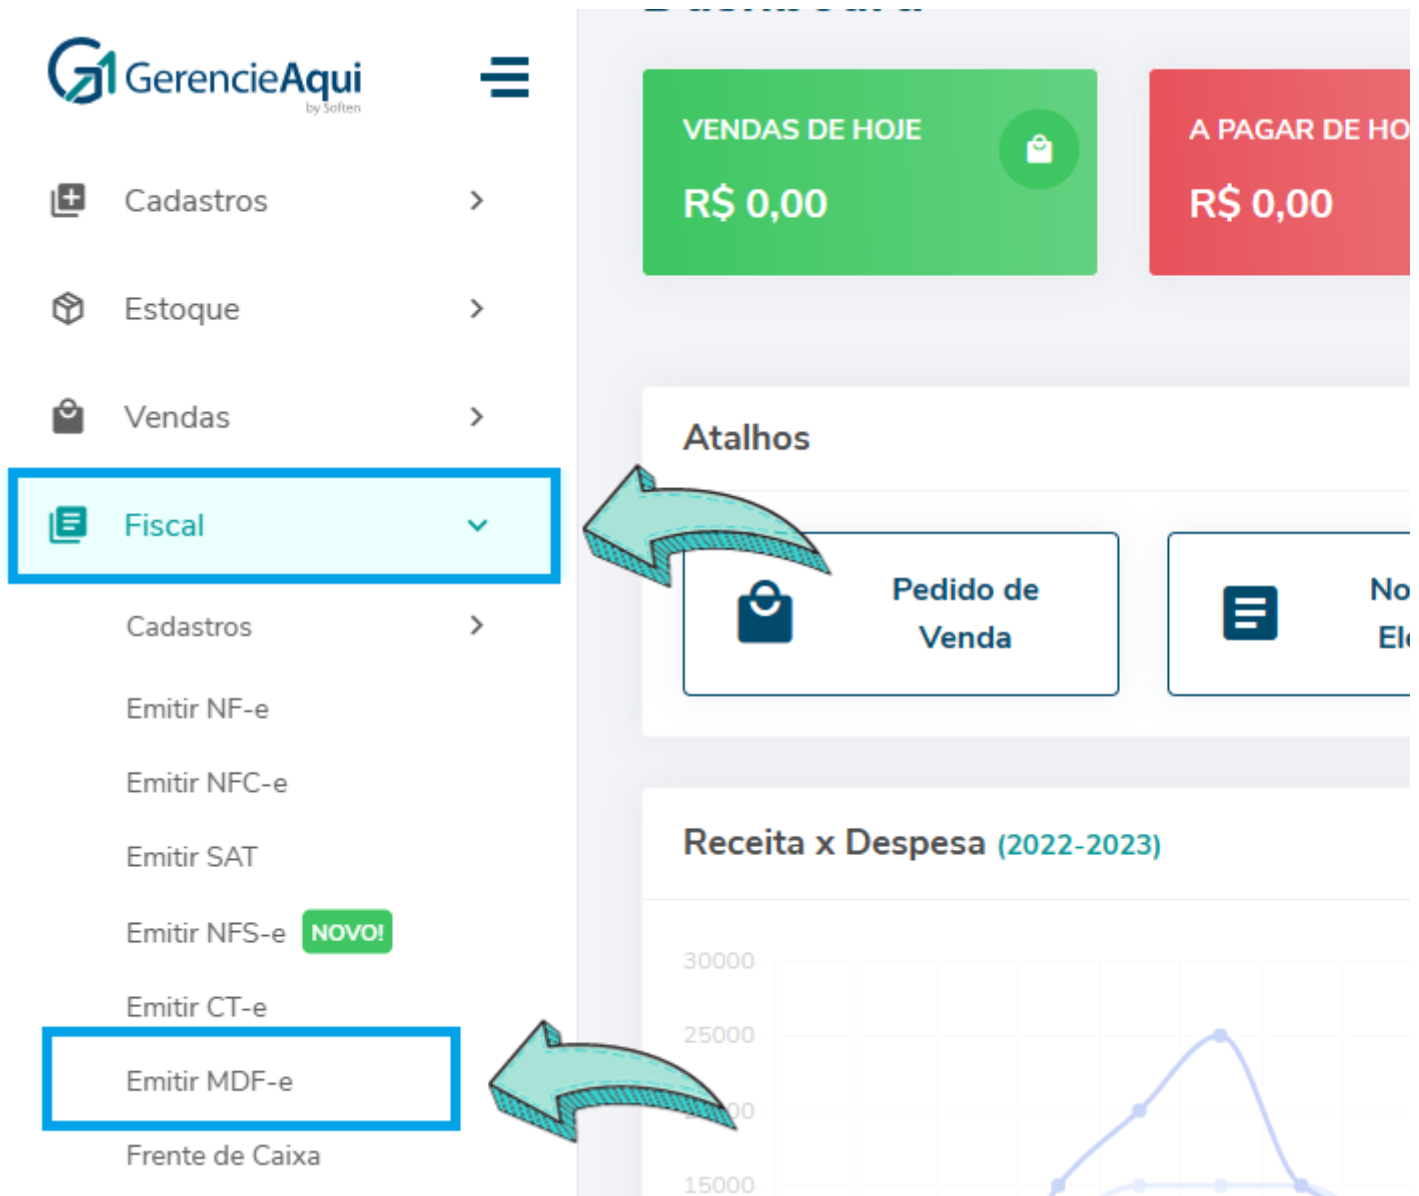 GerencieAqui
by Soften
Cadastros
Estoque
Vendas
Fiscal
Cadastros
Emitir NF-e
Emitir NFC-e
Emitir SAT
Emitir NFS-e NOVO!
Emitir CT-e
Emitir MDF-e
Frente de Caixa
VENDAS DE HOJE
R$ 0,00
A PAGAR DE HO
R$ 0,00
Atalhos
Pedido de
Venda
No
Ele
Receita x Despesa (2022-2023)
30000
25000
15000